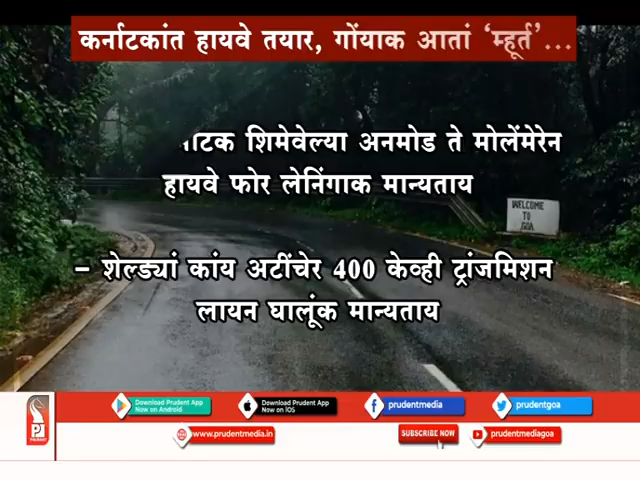 कर्नाटकांत हायवे तयार, गोंयाक आतां ‘म्हूर्त’...
शिमेवेल्या अनमोड ते मोलेंमेरेन
हायवे फोर लेनिंगाक मान्यताय
WELCOME
TO
GOA
– शेल्ड्यां कांय अटींचेर 400 केव्ही ट्रांजमिशन
लायन घालूंक मान्यताय
PRUDENT
Download Prudent App
Now on Android
Download Prudent App
Now on IOS
prudentmedia
prudentgoa
www.prudentmedia.in
SUBSCRIBE NOW
prudentmediagoa